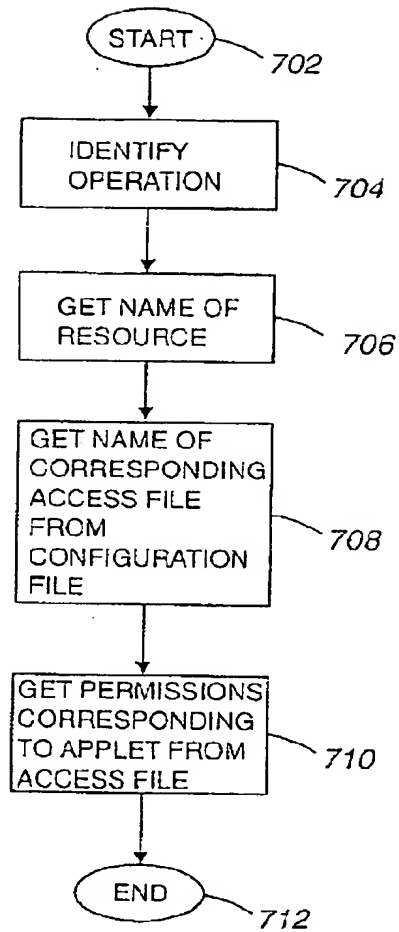 START
702
IDENTIFY
OPERATION
704
GET NAME OF
RESOURCE
706
GET NAME OF
CORRESPONDING
ACCESS FILE
FROM
CONFIGURATION
FILE
708
GET PERMISSIONS
CORRESPONDING
TO APPLET FROM
ACCESS FILE
710
END
712